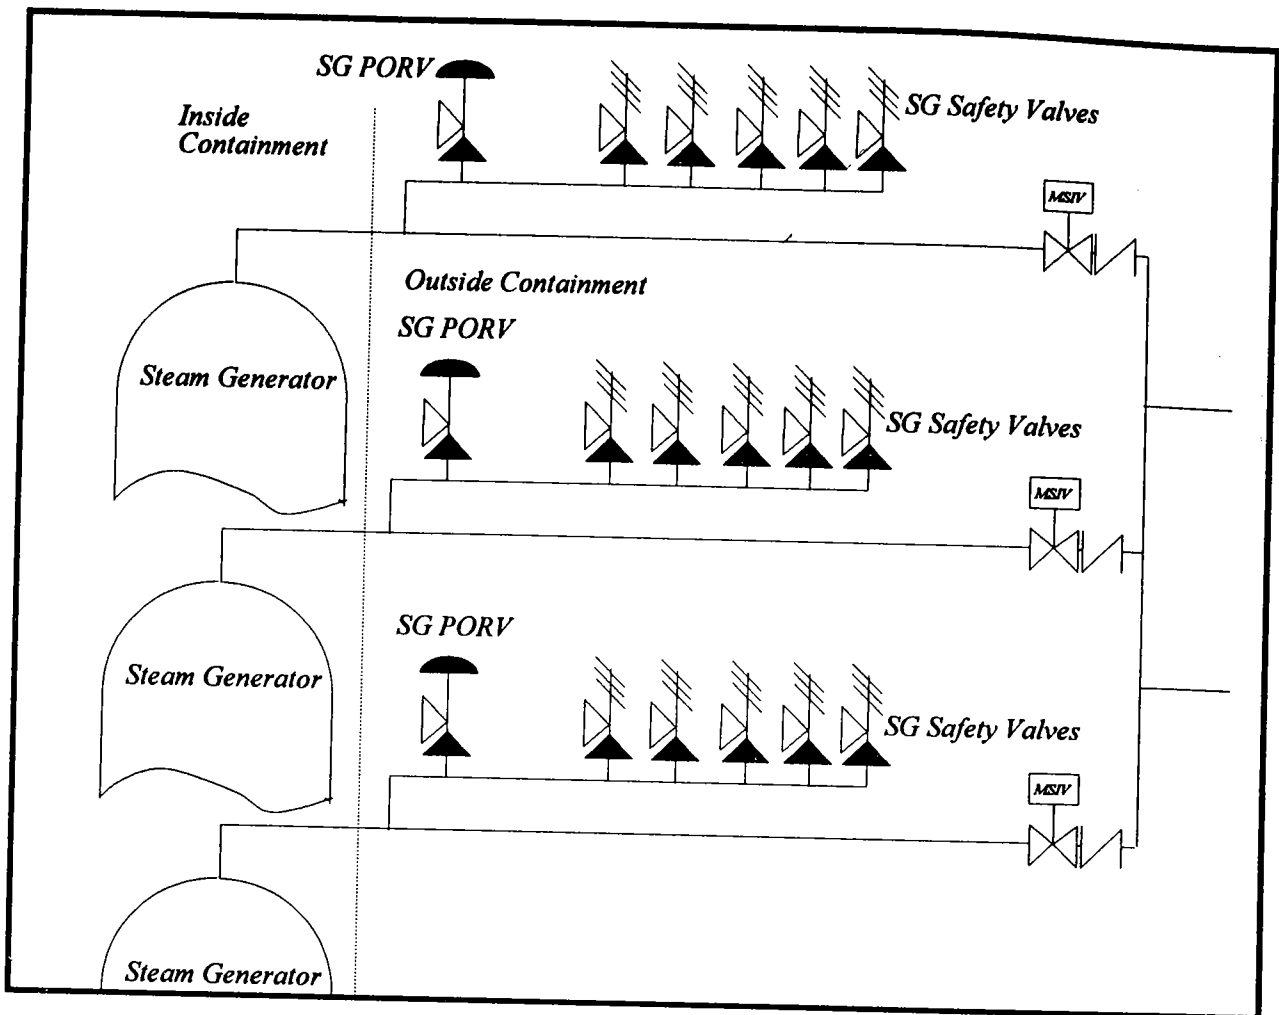 SG PORV
SG Safety Valves
Inside
Containment
MSIV
Outside Containment
SG PORV
Steam Generator
SG Safety Valves
MSIV
SG PORV
Steam Generator
SG Safety Valves
MSIV
Steam Generator